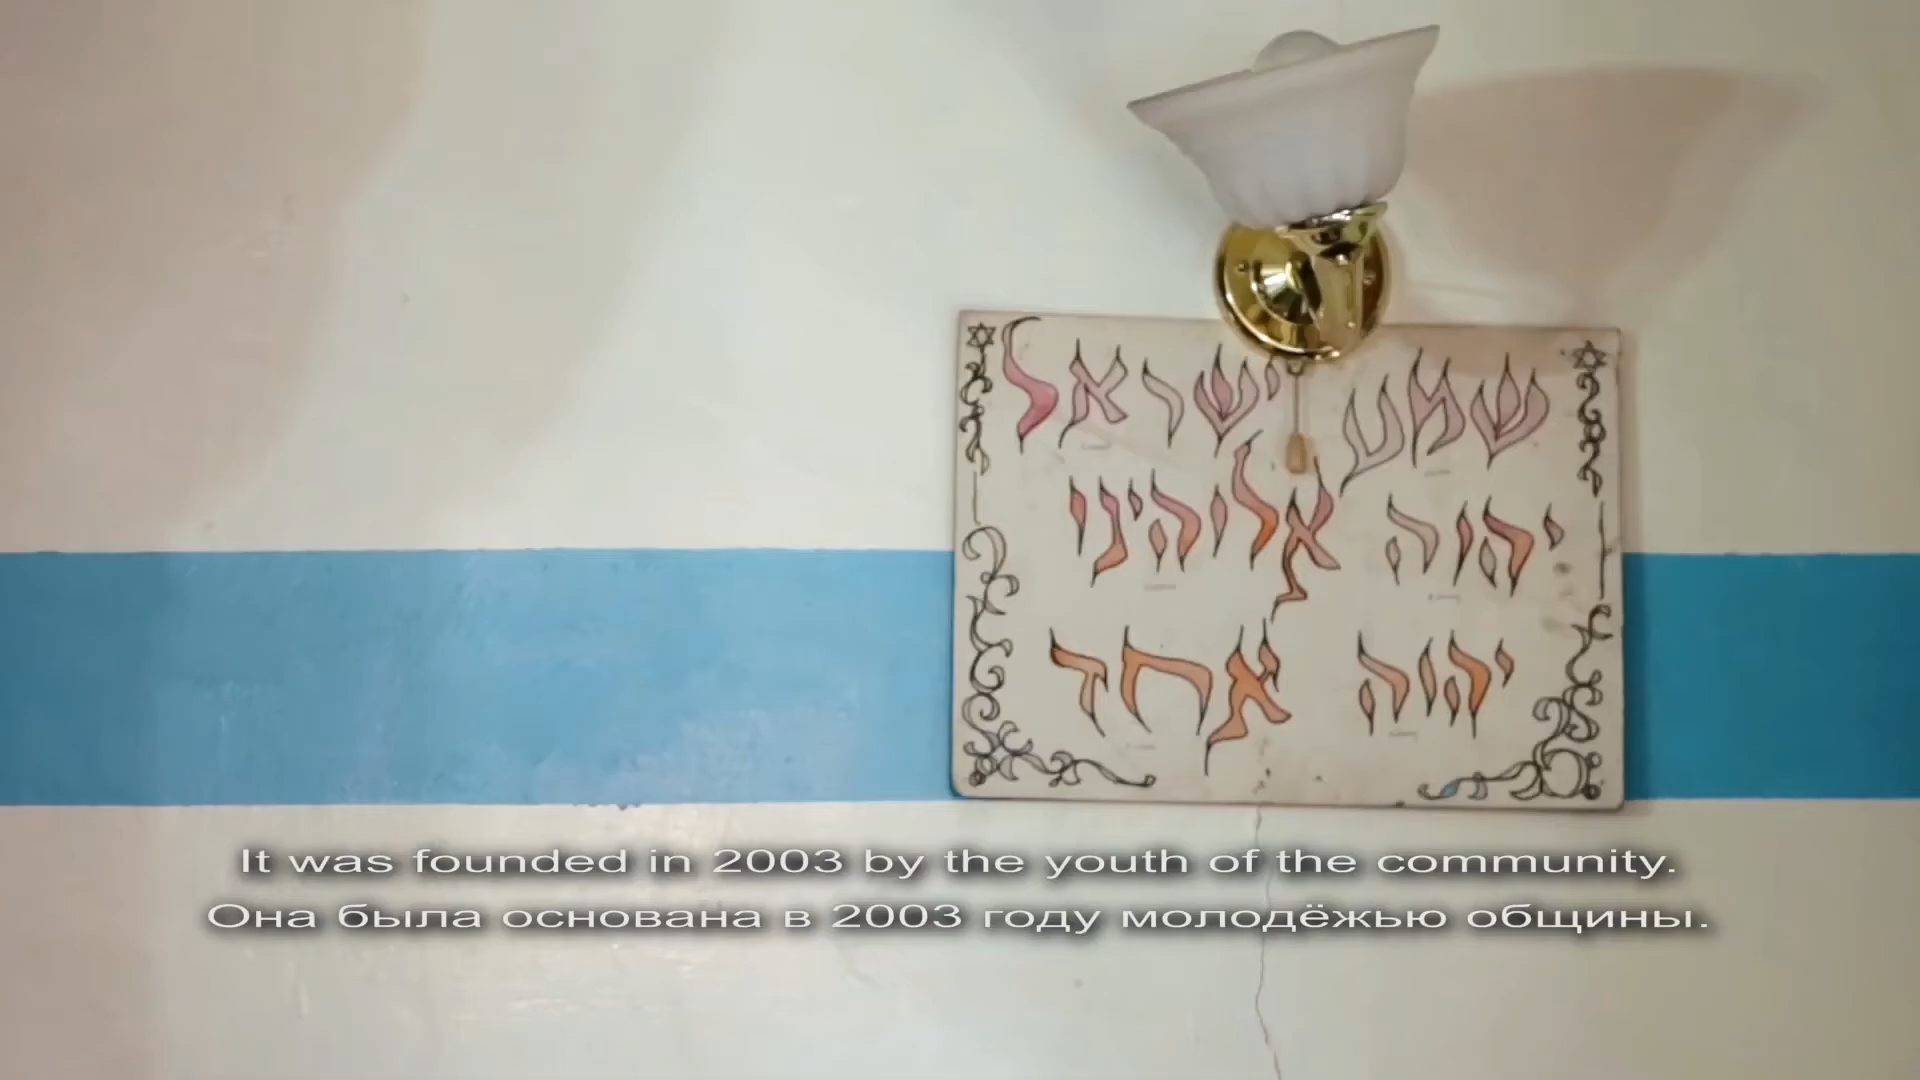 שמע ישראל
יהוה אלוהינו
יהוה אחד
It was founded in 2003 by the youth of the community.
Она была основана в 2003 году молодёжью общины.